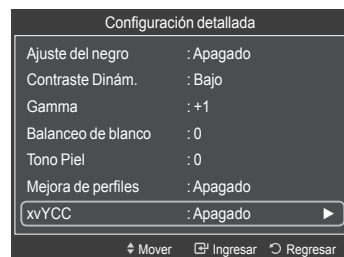 Configuración detallada
Ajuste del negro : Apagado
Contraste Dinám. : Bajo
Gamma : +1
Balanceo de blanco : 0
Tono Piel : 0
Mejora de perfiles : Apagado
xvYCC : Apagado ►
Mover Ingresar Regresar